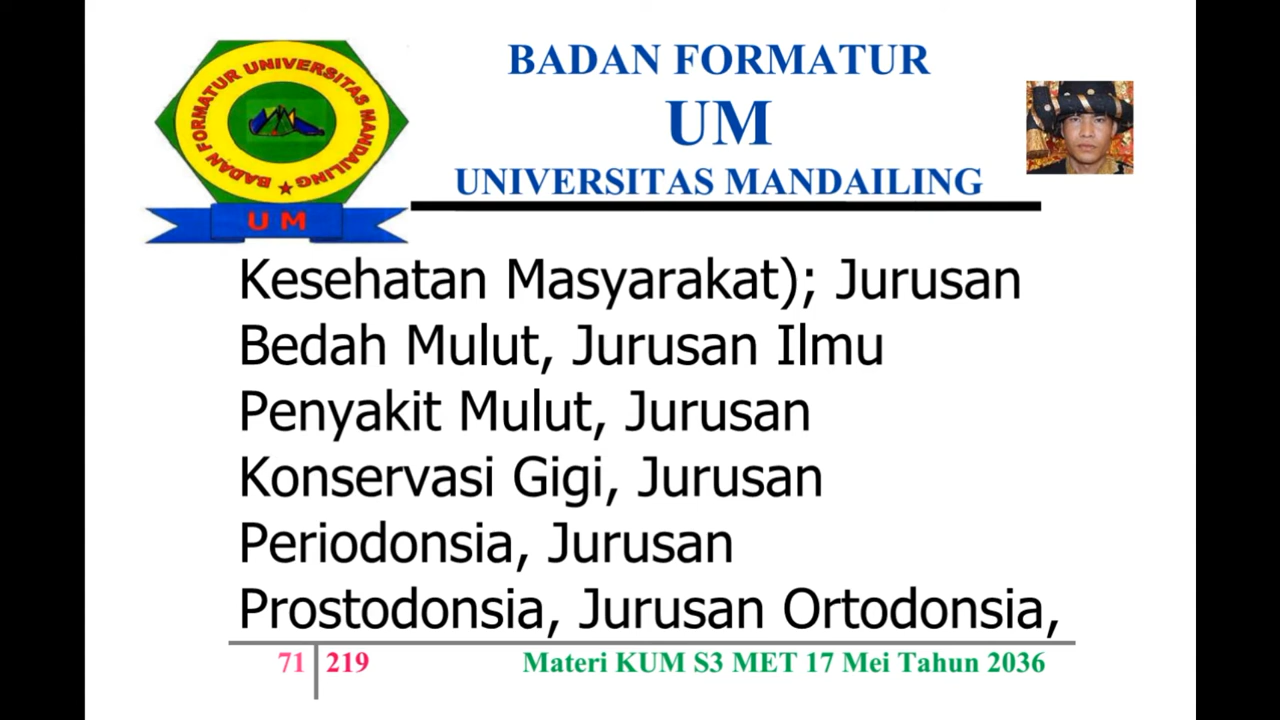 BADAN FORMATUR UNIVERSITAS MANDAILING
UM
BADAN FORMATUR
UM
UNIVERSITAS MANDAILING
Kesehatan Masyarakat); Jurusan
Bedah Mulut, Jurusan Ilmu
Penyakit Mulut, Jurusan
Konservasi Gigi, Jurusan
Periodonsia, Jurusan
Prostodonsia, Jurusan Ortodonsia,
71 219 Materi KUM S3 MET 17 Mei Tahun 2036